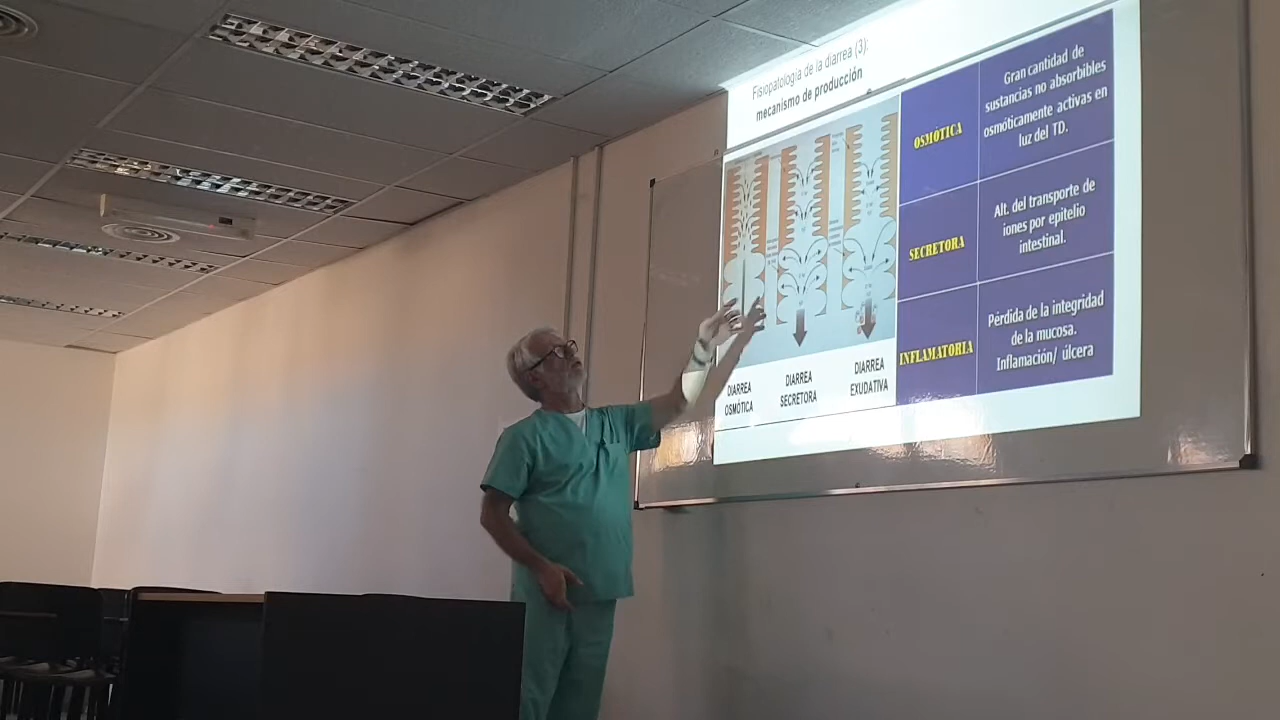 Fisiopatología de la diarrea (3):
mecanismo de producción
DIARREA
OSMÓTICA
DIARREA
SECRETORA
DIARREA
EXUDATIVA
OSMÓTICA
Gran cantidad de
sustancias no absorbibles
osmóticamente activas en
luz del TD.
SECRETORA
Alt. del transporte de
iones por epitelio
intestinal.
INFLAMATORIA
Pérdida de la integridad
de la mucosa.
Inflamación/ úlcera